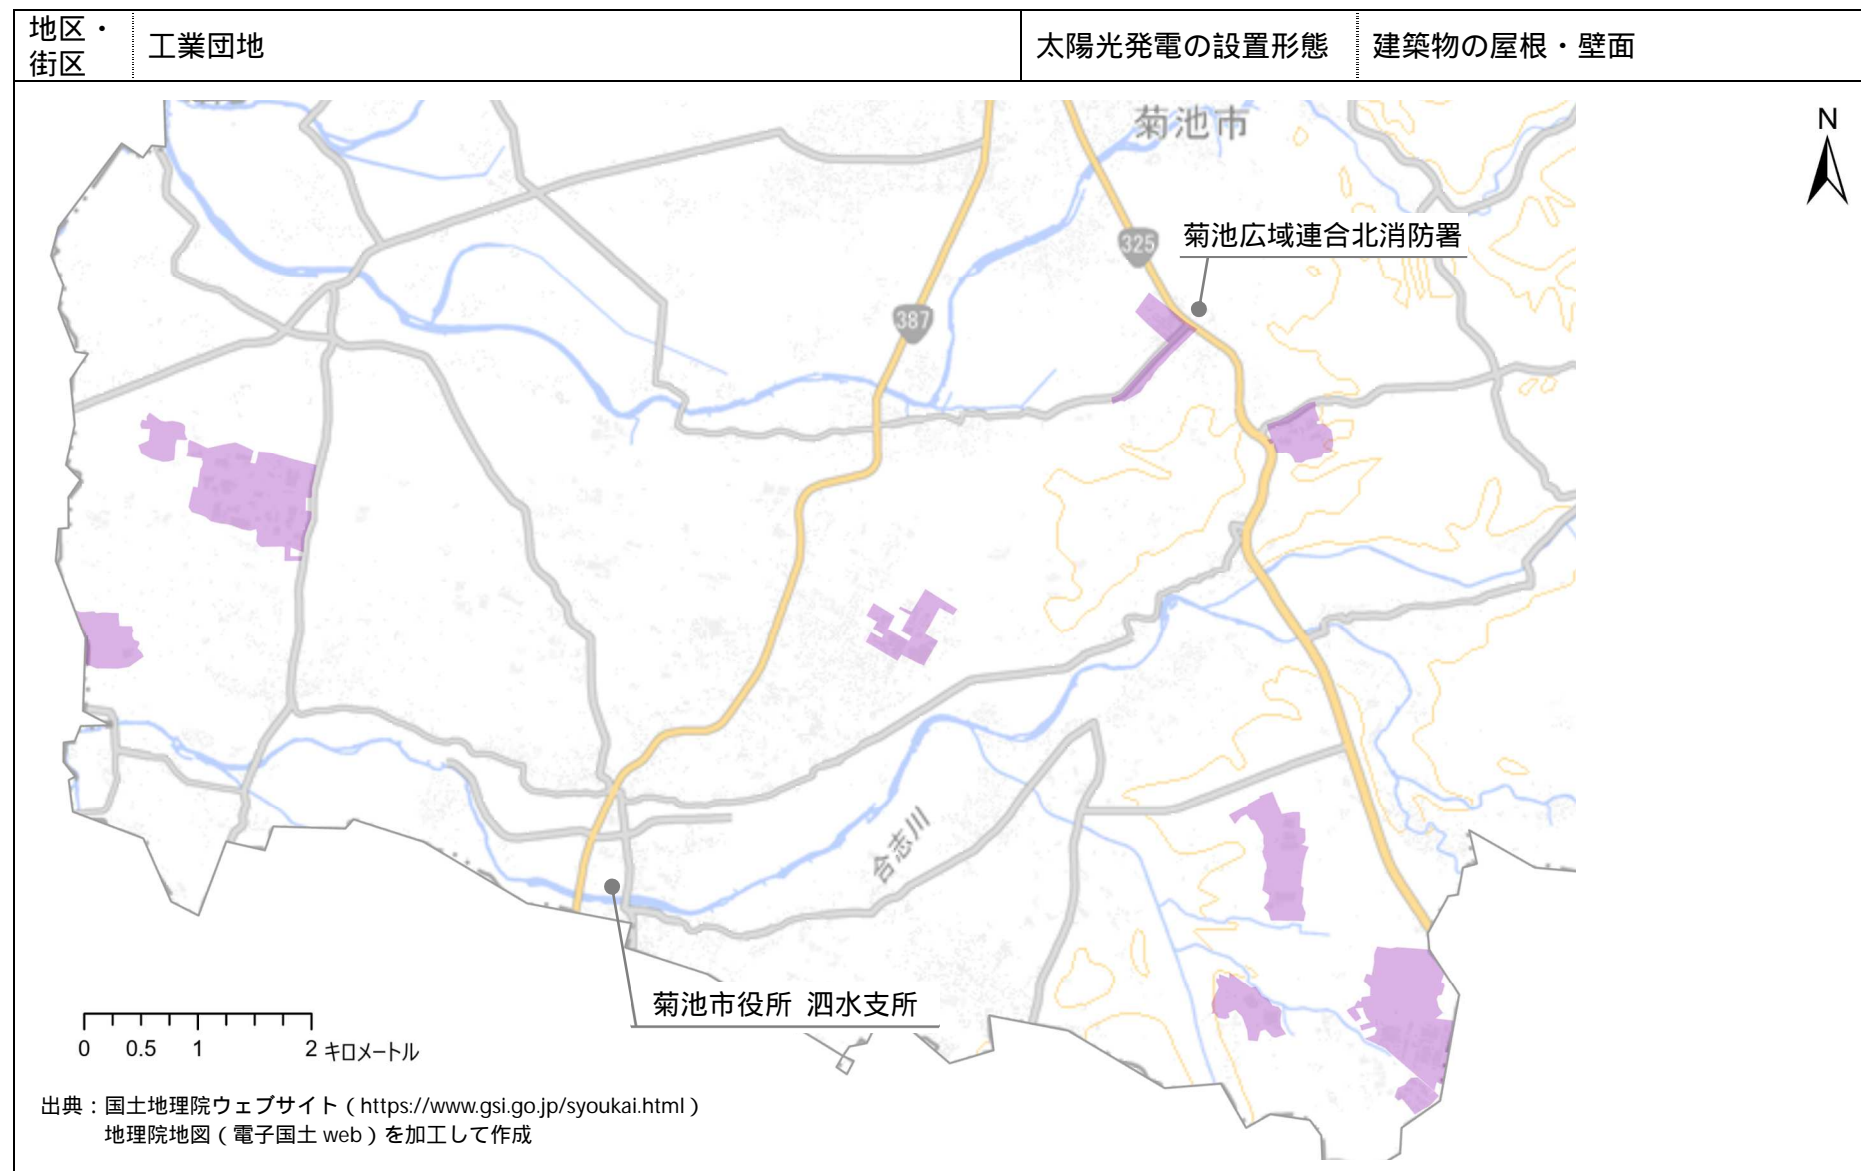 地区・
街区
工業団地
太陽光発電の設置形態
建築物の屋根・壁面
菊池市
N
325
菊池広域連合北消防署
387
合志川
菊池市役所 泗水支所
0 0.5 1 2 キロメートル
出典：国土地理院ウェブサイト（https://www.gsi.go.jp/syoukai.html）
地理院地図（電子国土 web）を加工して作成